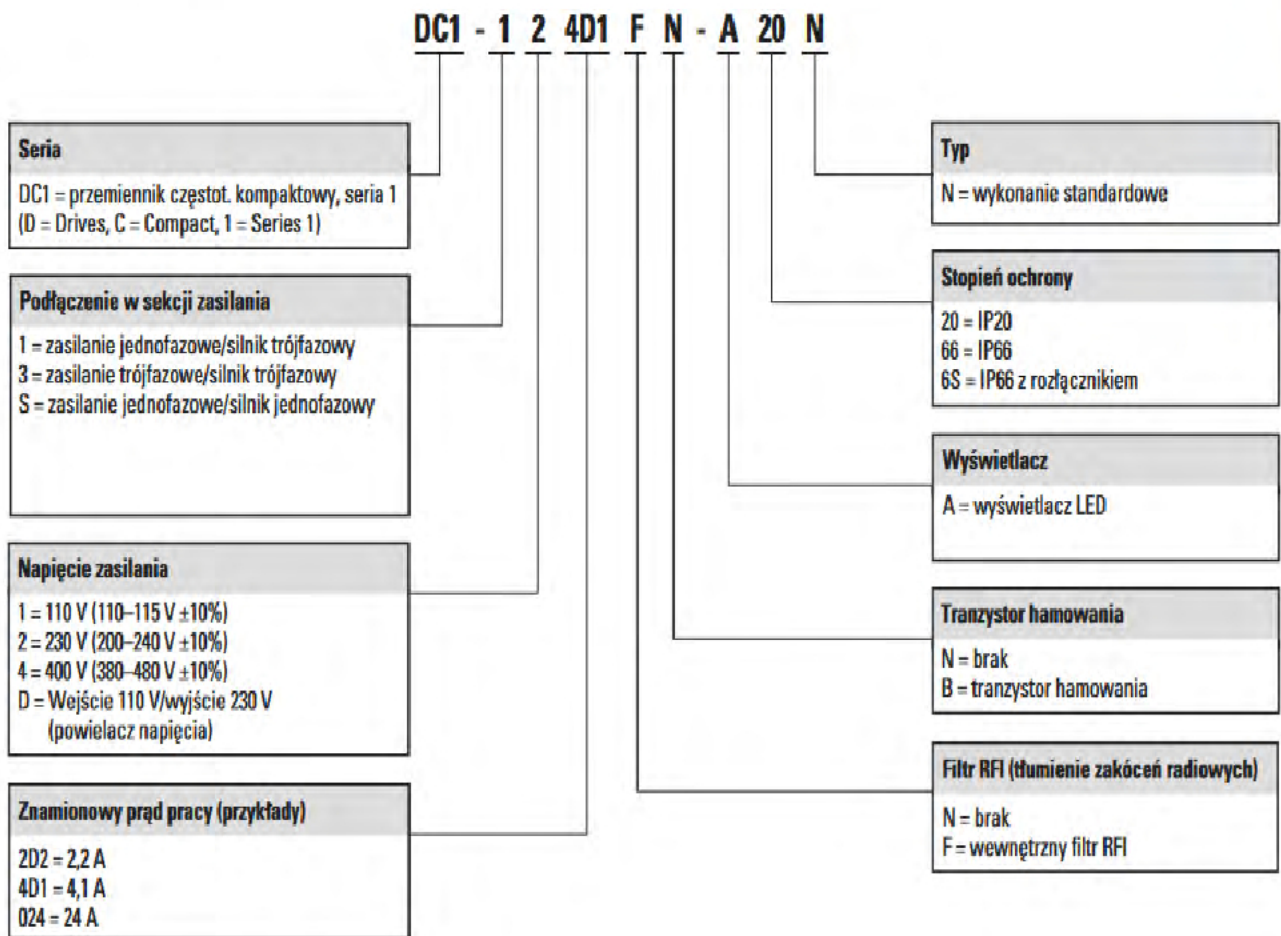 DC1 - 1 2 4D1 F N - A 20 N
Seria
DC1 = przemiennik częstot. kompaktowy, seria 1
(D = Drives, C = Compact, 1 = Series 1)
Podłączenie w sekcji zasilania
1 = zasilanie jednofazowe/silnik trójfazowy
3 = zasilanie trójfazowe/silnik trójfazowy
S = zasilanie jednofazowe/silnik jednofazowy
Napięcie zasilania
1 = 110 V (110–115 V ±10%)
2 = 230 V (200–240 V ±10%)
4 = 400 V (380–480 V ±10%)
D = Wejście 110 V/wyjście 230 V
(powielacz napięcia)
Znamionowy prąd pracy (przykłady)
2D2 = 2,2 A
4D1 = 4,1 A
024 = 24 A
Typ
N = wykonanie standardowe
Stopień ochrony
20 = IP20
66 = IP66
6S = IP66 z rozłącznikiem
Wyświetlacz
A = wyświetlacz LED
Tranzystor hamowania
N = brak
B = tranzystor hamowania
Filtr RFI (tłumienie zakóceń radiowych)
N = brak
F = wewnętrzny filtr RFI